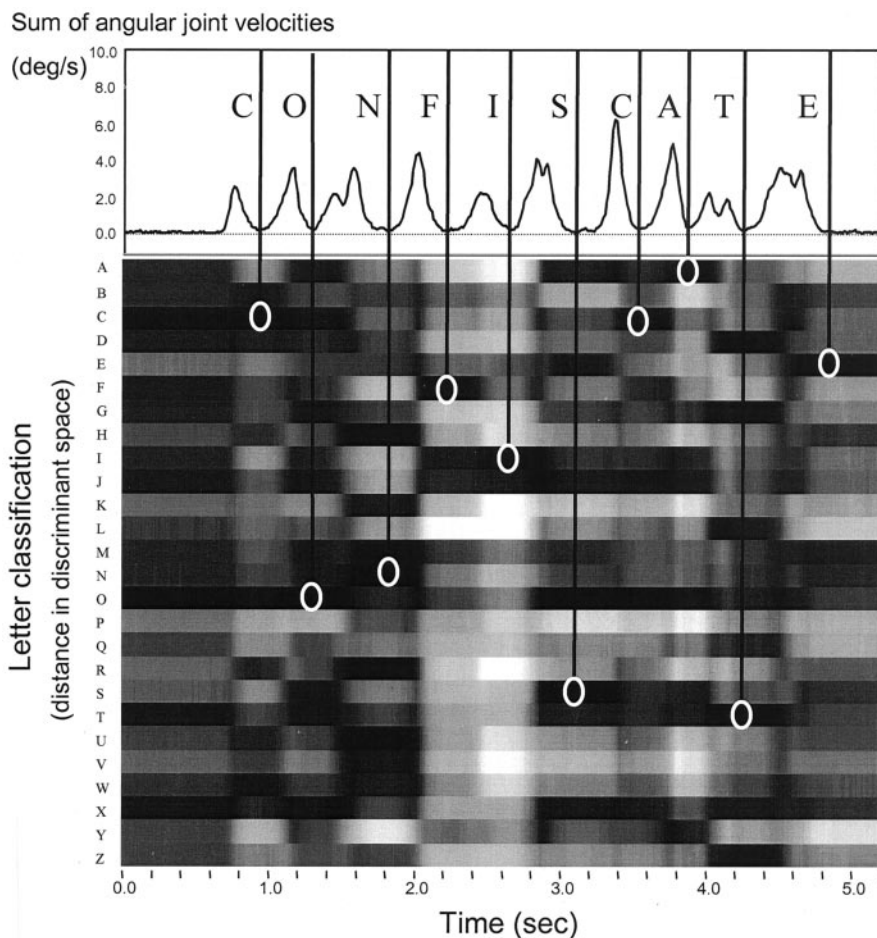 Sum of angular joint velocities
(deg/s)
10.0
8.0
6.0
4.0
2.0
0.0
C O N F I S C A T E
A
B
C
D
E
F
G
H
I
J
K
L
M
N
O
P
Q
R
S
T
U
V
W
X
Y
Z
Letter classification
(distance in discriminant space)
0.0 1.0 2.0 3.0 4.0 5.0
Time (sec)